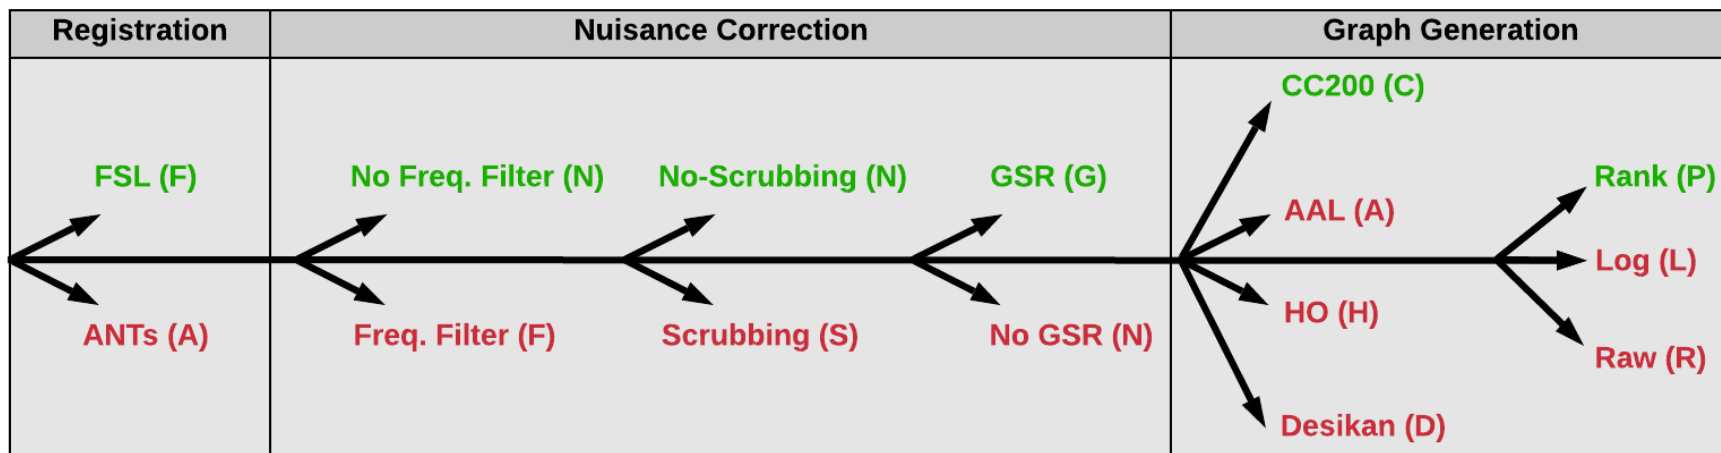 Registration
Nuisance Correction
Graph Generation
FSL (F)
ANTs (A)
No Freq. Filter (N)
Freq. Filter (F)
No-Scrubbing (N)
Scrubbing (S)
GSR (G)
No GSR (N)
CC200 (C)
AAL (A)
HO (H)
Desikan (D)
Rank (P)
Log (L)
Raw (R)